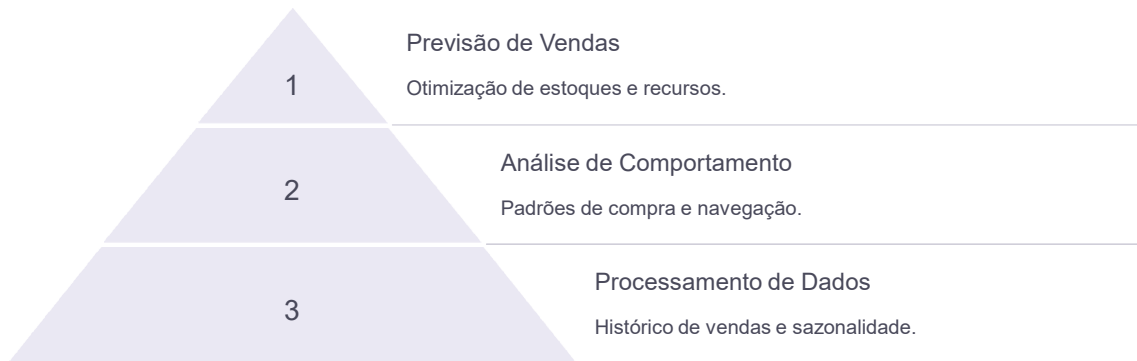 1
Previsão de Vendas
Otimização de estoques e recursos.
2
Análise de Comportamento
Padrões de compra e navegação.
3
Processamento de Dados
Histórico de vendas e sazonalidade.